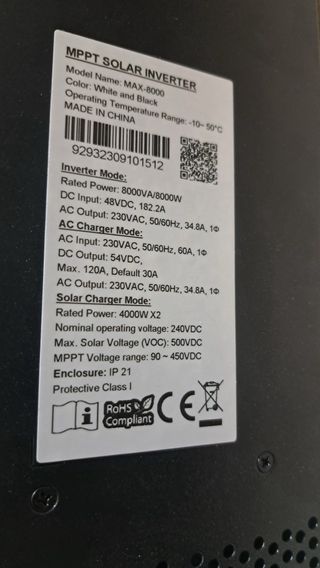 MPPT SOLAR INVERTER
Model Name: MAX-8000
Color: White and Black
Operating Temperature Range: -10~ 50°C
MADE IN CHINA
92932309101512
Inverter Mode:
Rated Power: 8000VA/8000W
DC Input: 48VDC, 182.2A
AC Output: 230VAC, 50/60Hz, 34.8A, 1Φ
AC Charger Mode:
AC Input: 230VAC, 50/60Hz, 60A, 1Φ
DC Output: 54VDC,
Max. 120A, Default 30A
AC Output: 230VAC, 50/60Hz, 34.8A, 1Φ
Solar Charger Mode:
Rated Power: 4000W X2
Nominal operating voltage: 240VDC
Max. Solar Voltage (VOC): 500VDC
MPPT Voltage range: 90 ~ 450VDC
Enclosure: IP 21
Protective Class I
i RoHS CE
Compliant